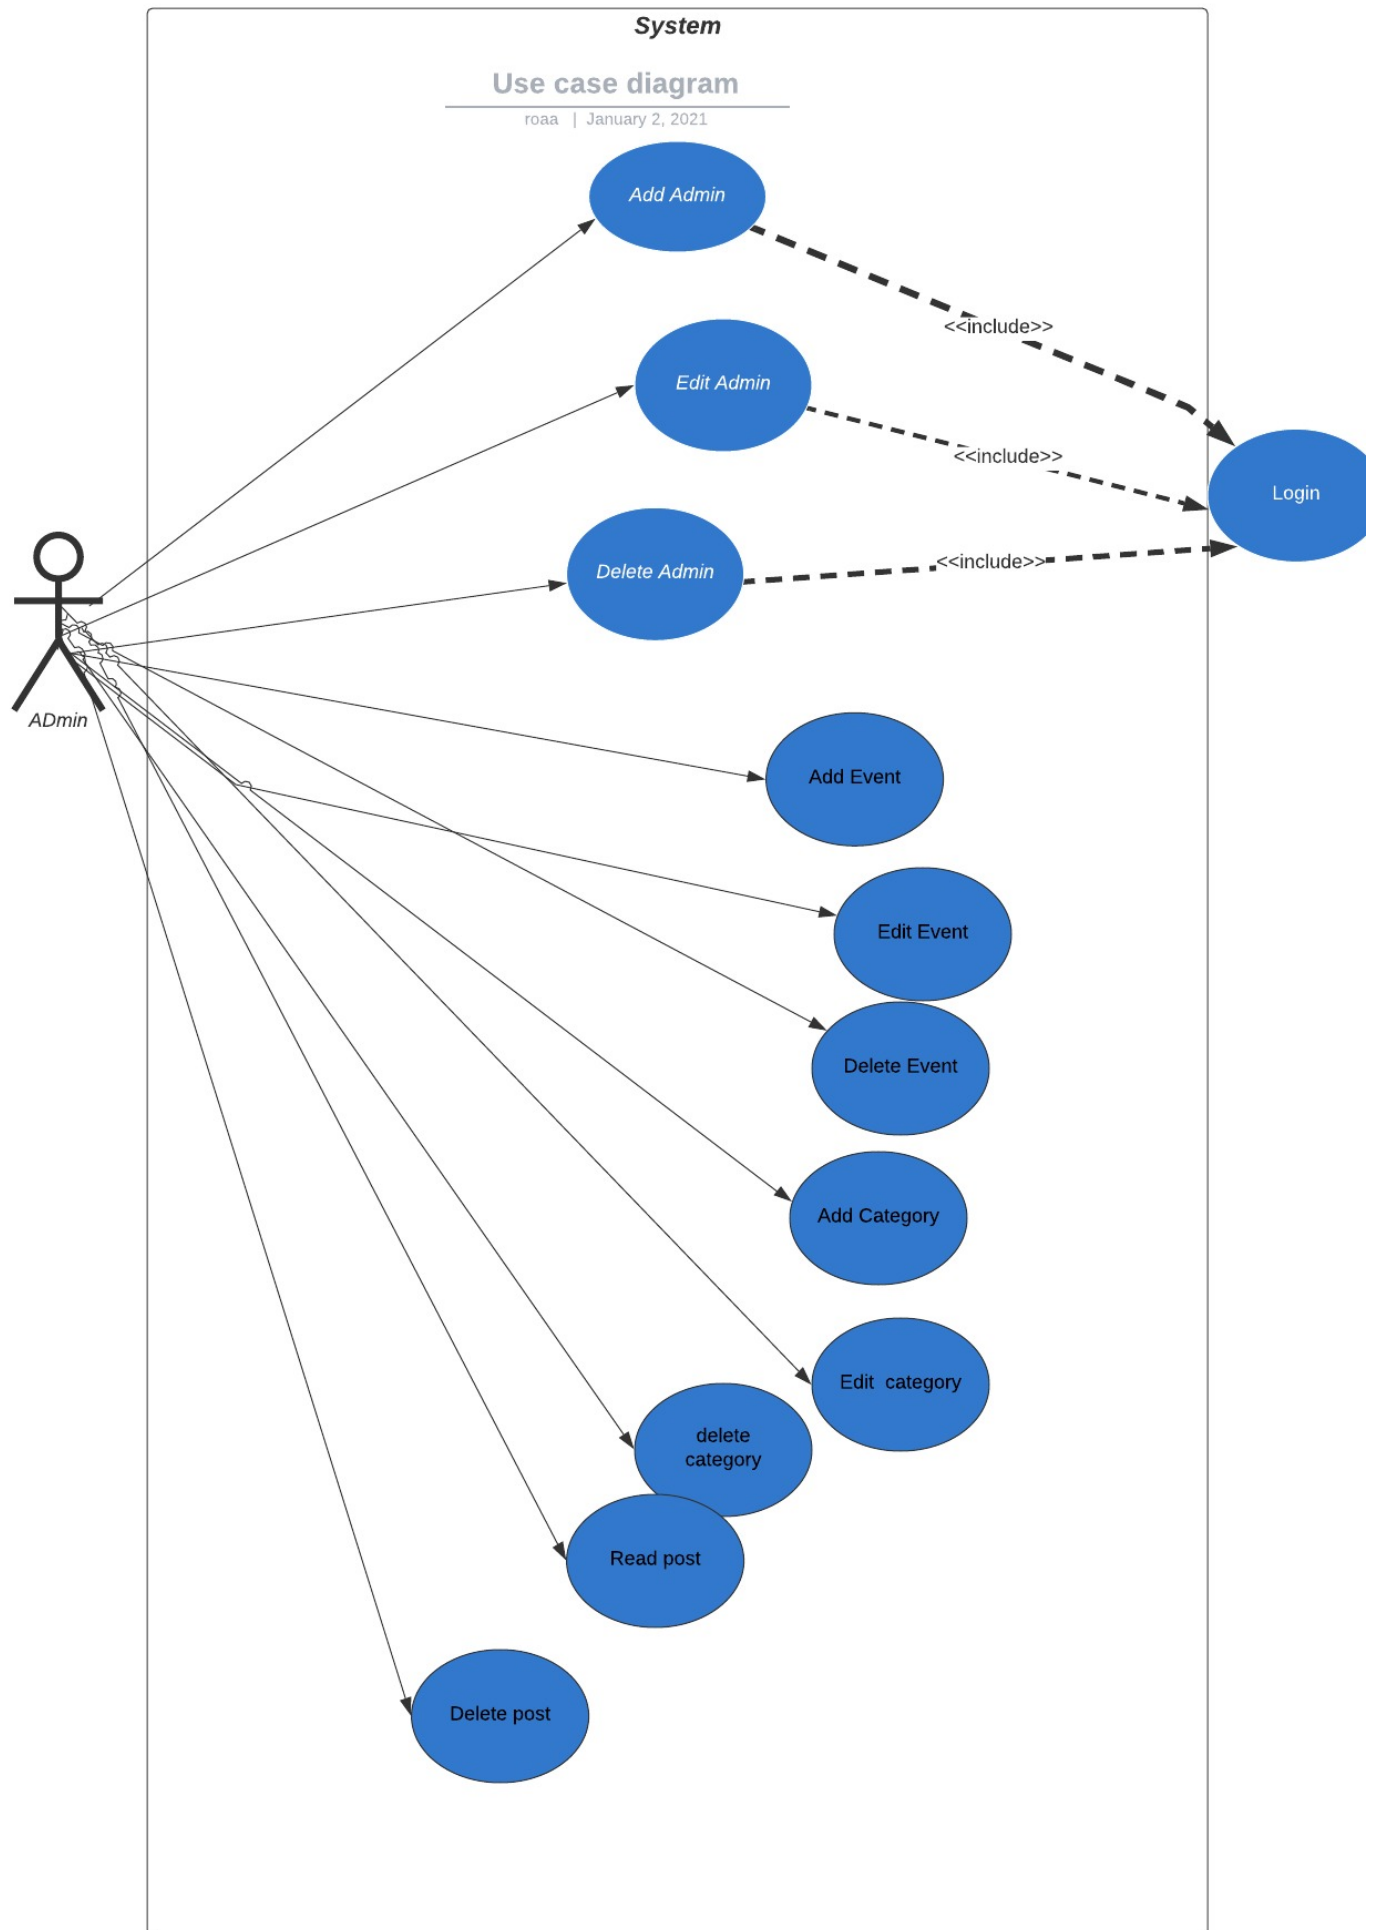 System
Use case diagram
roaa | January 2, 2021
Add Admin
<<include>>
Edit Admin
<<include>>
Login
Delete Admin
<<include>>
ADmin
Add Event
Edit Event
Delete Event
Add Category
Edit category
delete
category
Read post
Delete post